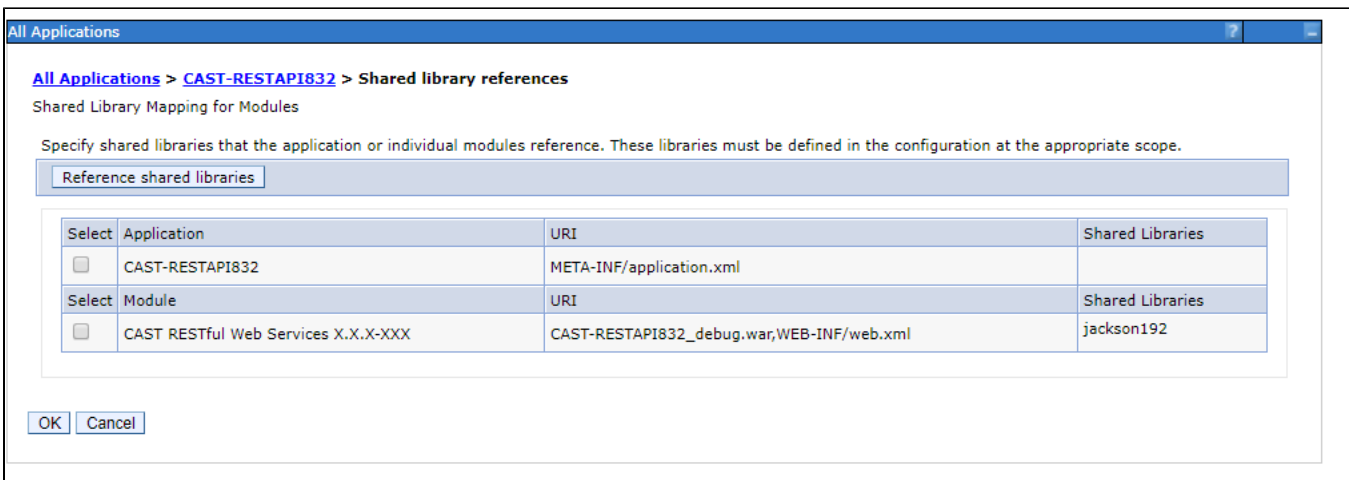 All Applications ? -
All Applications > CAST-RESTAPI832 > Shared library references
Shared Library Mapping for Modules
Specify shared libraries that the application or individual modules reference. These libraries must be defined in the configuration at the appropriate scope.
Reference shared libraries
Select Application URI Shared Libraries
CAST-RESTAPI832 META-INF/application.xml
Select Module URI Shared Libraries
CAST RESTful Web Services X.X.X-XXX CAST-RESTAPI832_debug.war,WEB-INF/web.xml jackson192
OK Cancel